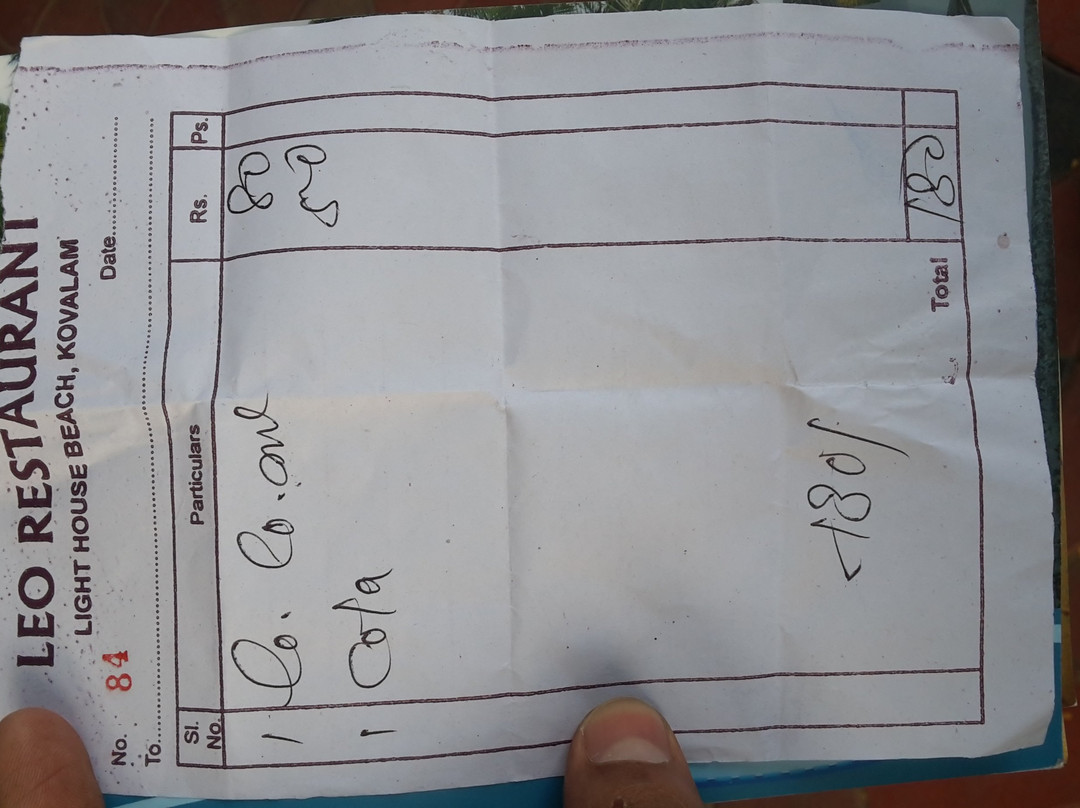 LEO RESTAURANT
LIGHT HOUSE BEACH, KOVALAM
No. 84 Date
To
Sl. No. Particulars Rs. Ps.
1 80
1
180/
Total 180